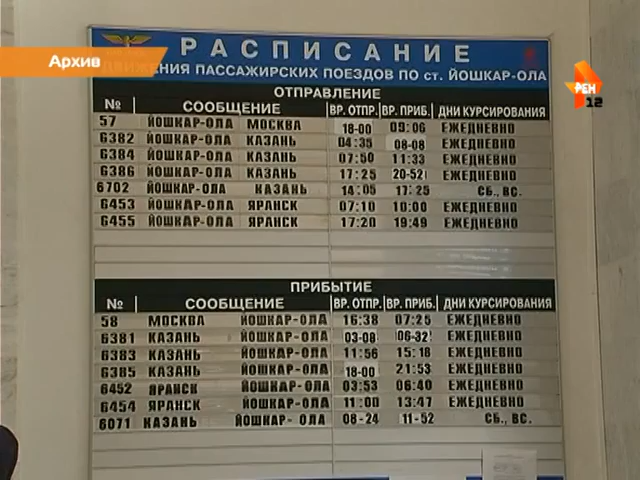 Архив
РАСПИСАНИЕ
ДВИЖЕНИЯ ПАССАЖИРСКИХ ПОЕЗДОВ ПО ст. ЙОШКАР-ОЛА
РЕН 12
ОТПРАВЛЕНИЕ
№ СООБЩЕНИЕ ВР. ОТПР. ВР. ПРИБ. ДНИ КУРСИРОВАНИЯ
57 ЙОШКАР-ОЛА МОСКВА 18-00 09:06 ЕЖЕДНЕВНО
6382 ЙОШКАР-ОЛА КАЗАНЬ 04:35 08-08 ЕЖЕДНЕВНО
6384 ЙОШКАР-ОЛА КАЗАНЬ 07:50 11:33 ЕЖЕДНЕВНО
6386 ЙОШКАР-ОЛА КАЗАНЬ 17:25 20-52 ЕЖЕДНЕВНО
6702 ЙОШКАР-ОЛА КАЗАНЬ 14:05 17:25 СБ., ВС.
6453 ЙОШКАР-ОЛА ЯРАНСК 07:10 10:00 ЕЖЕДНЕВНО
6455 ЙОШКАР-ОЛА ЯРАНСК 17:20 19:49 ЕЖЕДНЕВНО
ПРИБЫТИЕ
№ СООБЩЕНИЕ ВР. ОТПР. ВР. ПРИБ. ДНИ КУРСИРОВАНИЯ
58 МОСКВА ЙОШКАР-ОЛА 16:38 07:25 ЕЖЕДНЕВНО
6381 КАЗАНЬ ЙОШКАР-ОЛА 03-08 06-32 ЕЖЕДНЕВНО
6383 КАЗАНЬ ЙОШКАР-ОЛА 11:56 15:18 ЕЖЕДНЕВНО
6385 КАЗАНЬ ЙОШКАР-ОЛА 18-00 21:53 ЕЖЕДНЕВНО
6452 ЯРАНСК ЙОШКАР-ОЛА 03:53 06:40 ЕЖЕДНЕВНО
6454 ЯРАНСК ЙОШКАР-ОЛА 11:00 13:47 ЕЖЕДНЕВНО
6071 КАЗАНЬ ЙОШКАР-ОЛА 08-24 11-52 СБ., ВС.